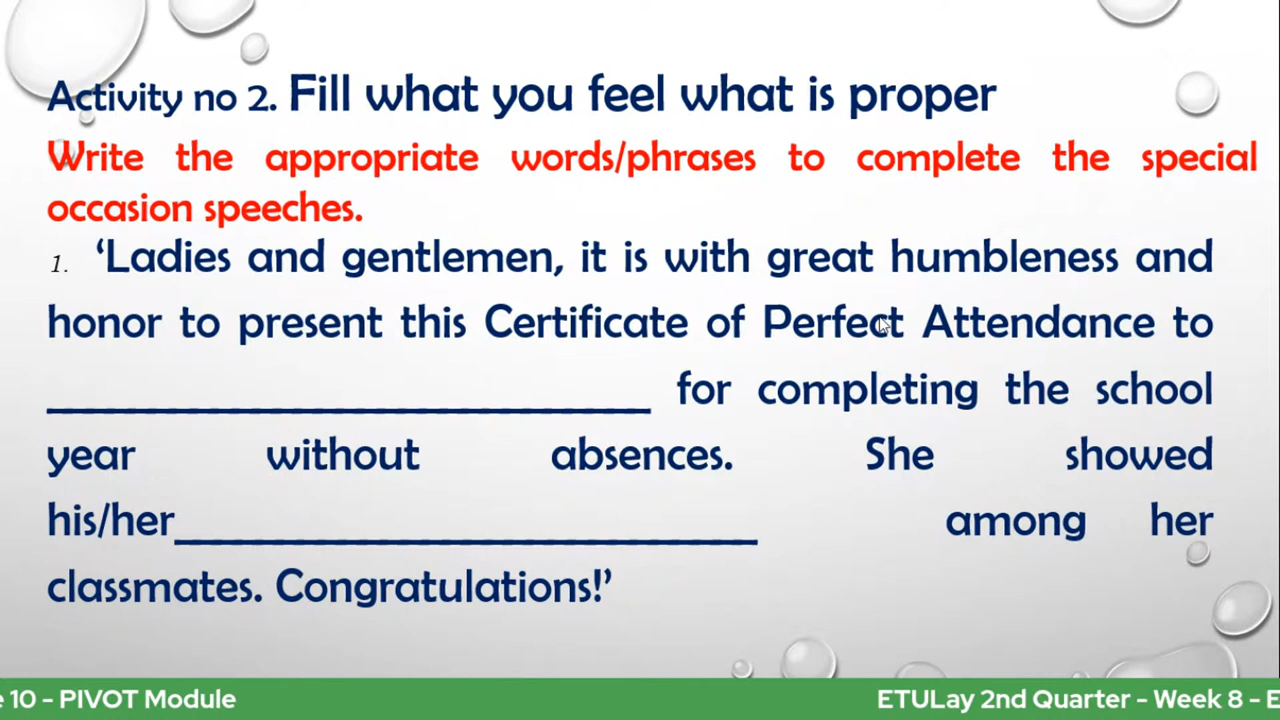 Activity no 2. Fill what you feel what is proper
Write the appropriate words/phrases to complete the special
occasion speeches.
1. ‘Ladies and gentlemen, it is with great humbleness and
honor to present this Certificate of Perfect Attendance to
______________________________ for completing the school
year without absences. She showed
his/her_____________________________ among her
classmates. Congratulations!’
10 - PIVOT Module
ETULay 2nd Quarter - Week 8 -